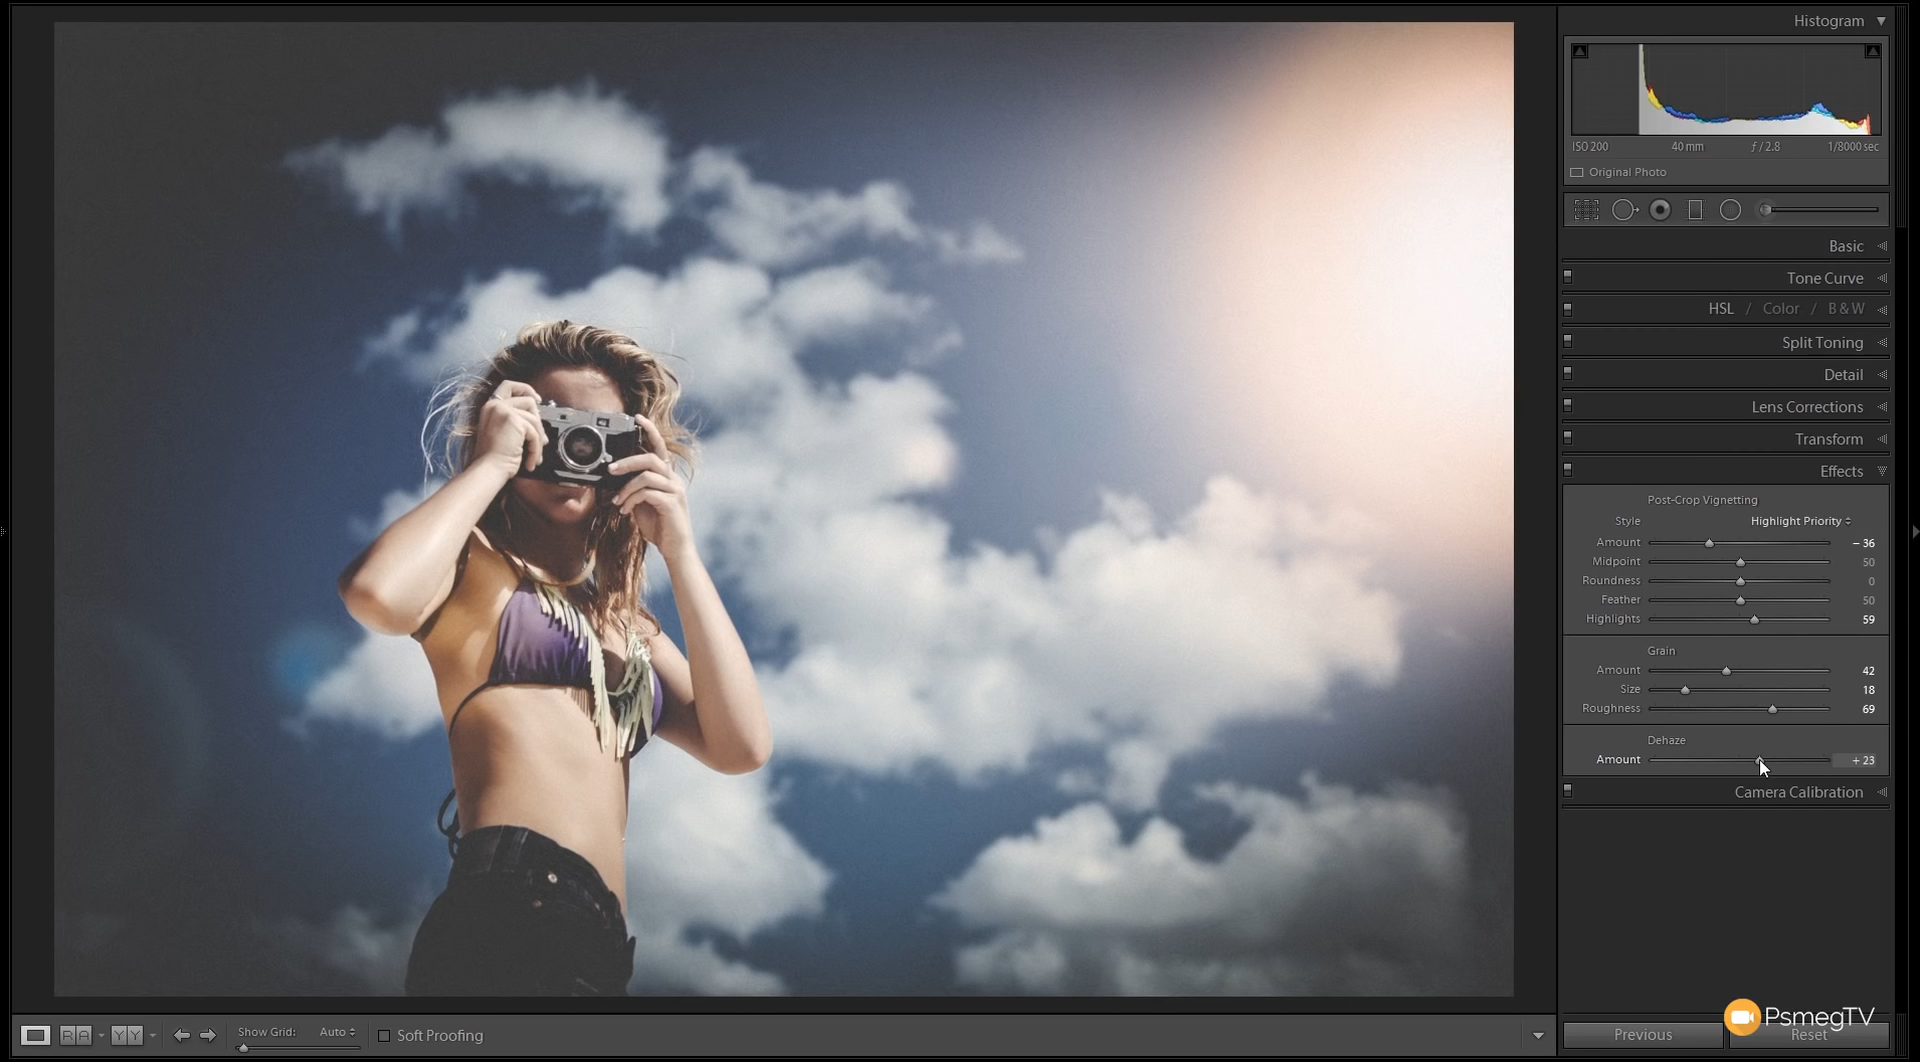 Histogram
ISO 200 40 mm ƒ / 2.8 1/8000 sec
Original Photo
Basic
Tone Curve
HSL / Color / B & W
Split Toning
Detail
Lens Corrections
Transform
Effects
Post-Crop Vignetting
Style Highlight Priority
Amount – 36
Midpoint 50
Roundness 0
Feather 50
Highlights 59
Grain
Amount 42
Size 18
Roughness 69
Dehaze
Amount + 23
Camera Calibration
PsmegTV
Previous Reset
R A Y Y Show Grid: Auto Soft Proofing